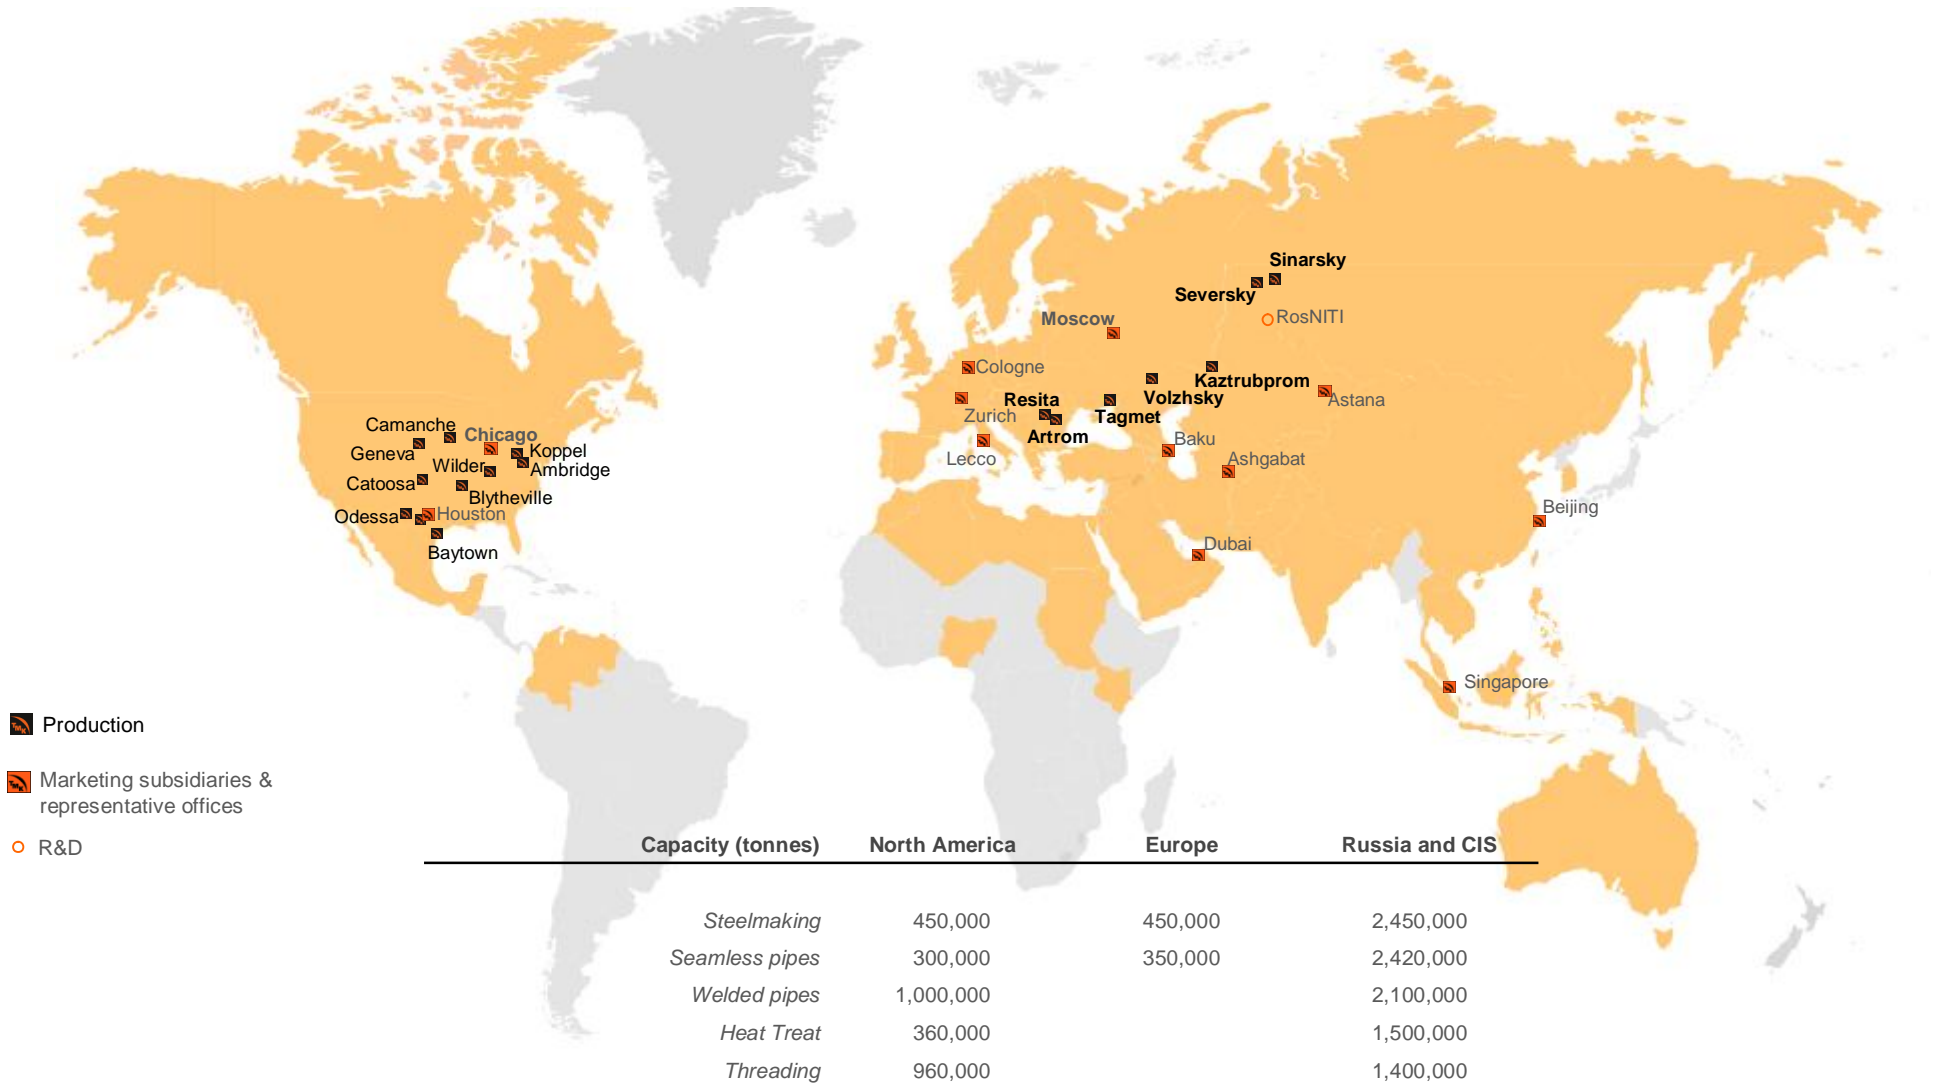 Sinarsky
Seversky
RosNITI
Moscow
Cologne
Kaztrubprom
Volzhsky
Astana
Resita
Zurich
Tagmet
Artrom
Lecco
Baku
Ashgabat
Camanche
Chicago
Geneva
Koppel
Wilder
Ambridge
Catoosa
Blytheville
Odessa
Houston
Baytown
Beijing
Dubai
Singapore
Production
Marketing subsidiaries &
representative offices
R&D
Capacity (tonnes) North America Europe Russia and CIS
Steelmaking 450,000 450,000 2,450,000
Seamless pipes 300,000 350,000 2,420,000
Welded pipes 1,000,000 2,100,000
Heat Treat 360,000 1,500,000
Threading 960,000 1,400,000